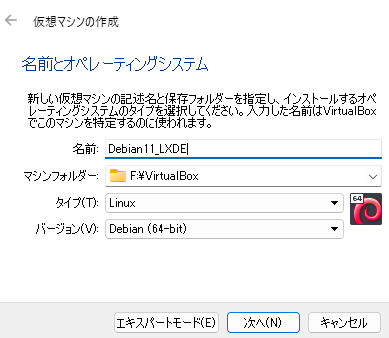 仮想マシンの作成
名前とオペレーティングシステム
新しい仮想マシンの記述名と保存フォルダーを指定し、インストールするオペ
レーティングシステムのタイプを選択してください。入力した名前はVirtualBox
でこのマシンを特定するのに使われます。
名前: Debian11_LXDE
マシンフォルダー: F:¥VirtualBox
タイプ(T): Linux
64
バージョン(V): Debian (64-bit)
エキスパートモード(E) 次へ(N) キャンセル